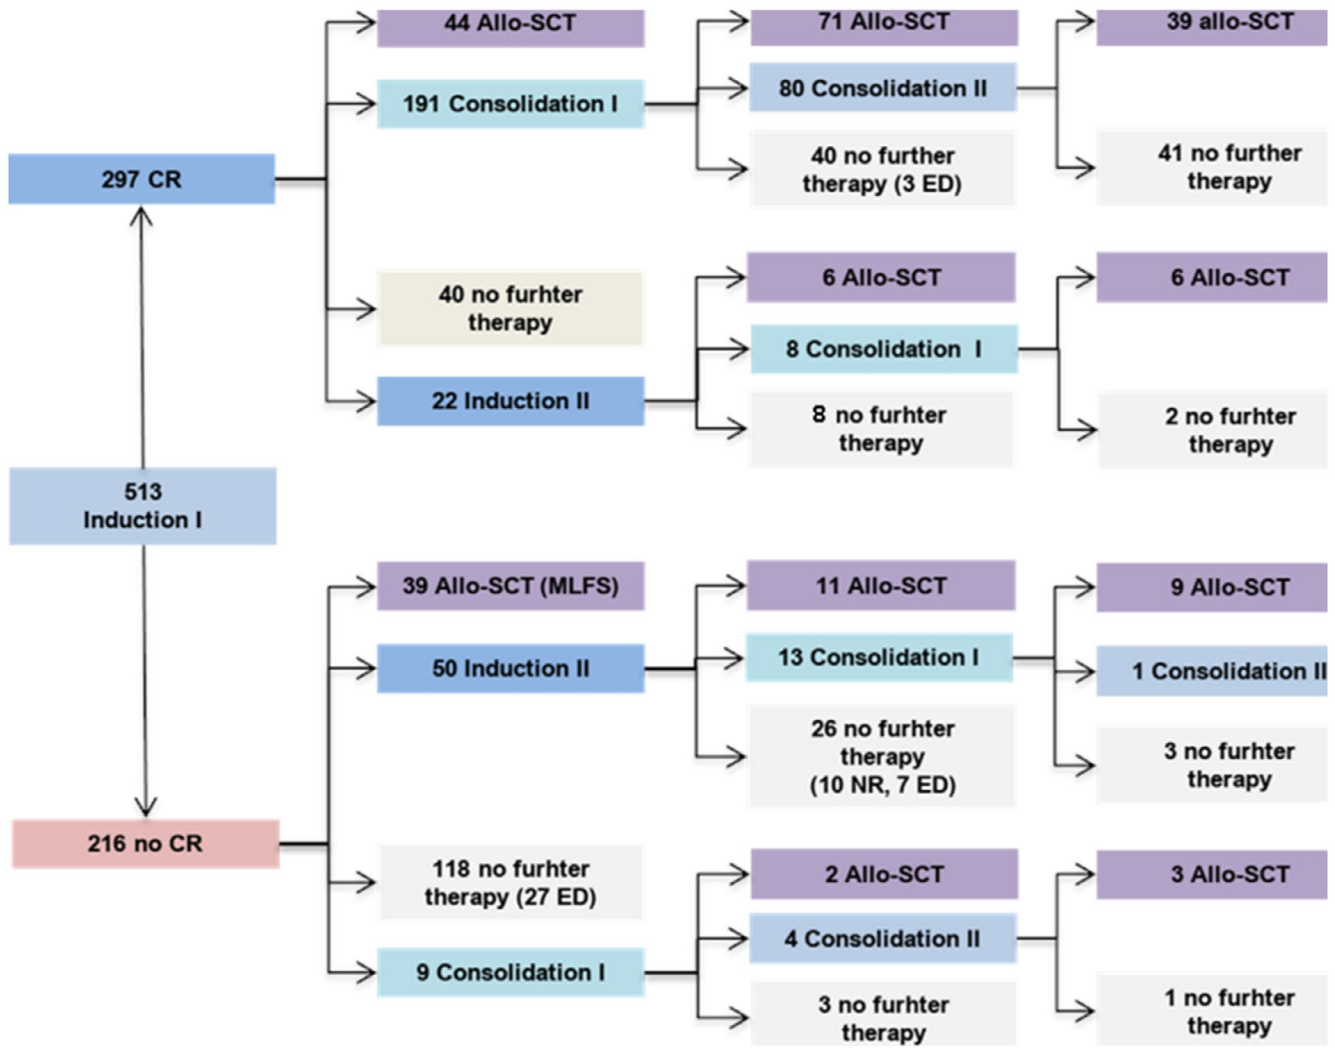 44 Allo-SCT
71 Allo-SCT
39 allo-SCT
191 Consolidation I
80 Consolidation II
40 no further
therapy (3 ED)
41 no further
therapy
297 CR
40 no furhter
therapy
22 Induction II
6 Allo-SCT
8 Consolidation I
8 no furhter
therapy
6 Allo-SCT
2 no furhter
therapy
513
Induction I
39 Allo-SCT (MLFS)
50 Induction II
11 Allo-SCT
13 Consolidation I
26 no furhter
therapy
(10 NR, 7 ED)
9 Allo-SCT
1 Consolidation II
3 no furhter
therapy
216 no CR
118 no furhter
therapy (27 ED)
9 Consolidation I
2 Allo-SCT
4 Consolidation II
3 no furhter
therapy
3 Allo-SCT
1 no furhter
therapy